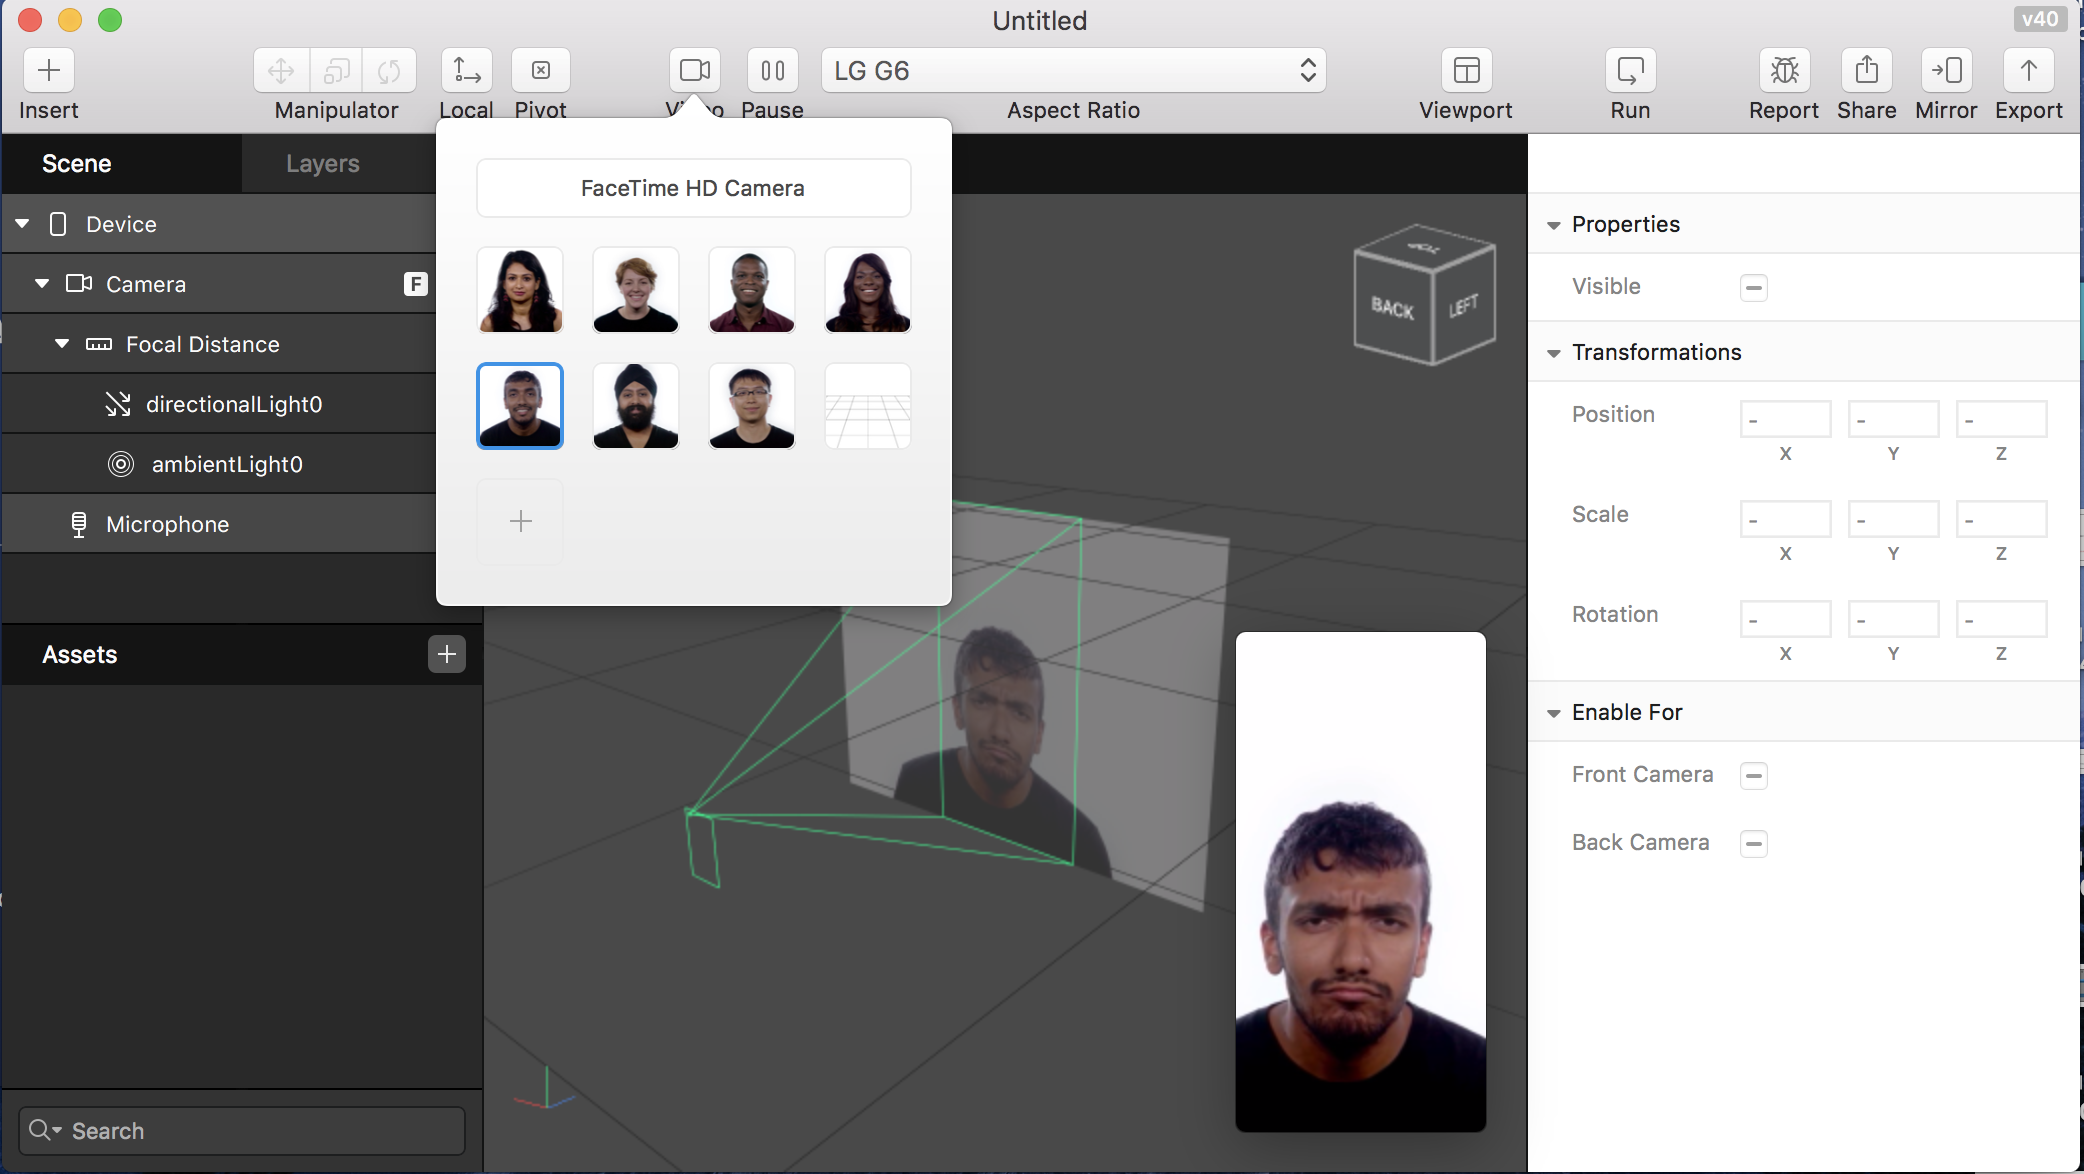 Untitled
v40
LG G6
Insert
Manipulator
Local
Pivot
Pause
Aspect Ratio
Viewport
Run
Report
Share
Mirror
Export
Scene
Layers
FaceTime HD Camera
Device
Camera
F
Focal Distance
directionalLight0
ambientLight0
Microphone
Assets
Search
TOP
BACK
LEFT
Properties
Visible
Transformations
Position
- - -
X Y Z
Scale
- - -
X Y Z
Rotation
- - -
X Y Z
Enable For
Front Camera
Back Camera